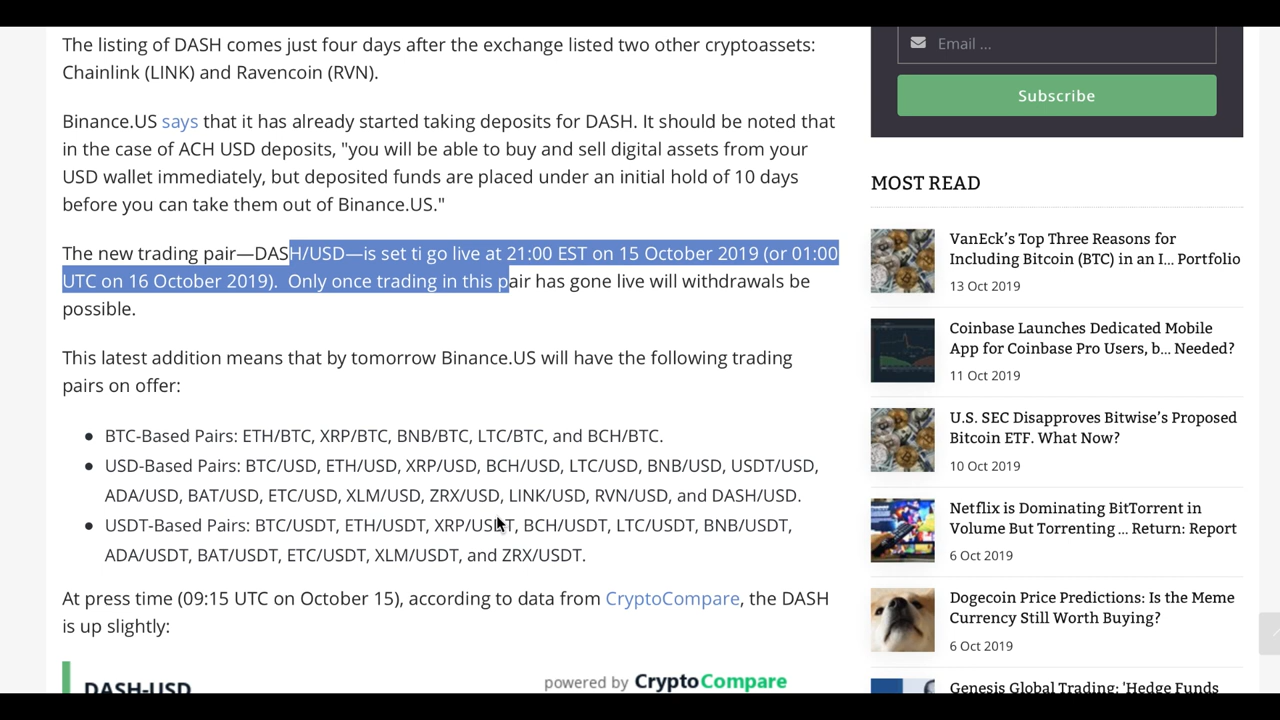 The listing of DASH comes just four days after the exchange listed two other cryptoassets:
Chainlink (LINK) and Ravencoin (RVN).
Binance.US says that it has already started taking deposits for DASH. It should be noted that
in the case of ACH USD deposits, "you will be able to buy and sell digital assets from your
USD wallet immediately, but deposited funds are placed under an initial hold of 10 days
before you can take them out of Binance.US."
The new trading pair—DASH/USD—is set ti go live at 21:00 EST on 15 October 2019 (or 01:00
UTC on 16 October 2019).  Only once trading in this pair has gone live will withdrawals be
possible.
This latest addition means that by tomorrow Binance.US will have the following trading
pairs on offer:
● BTC-Based Pairs: ETH/BTC, XRP/BTC, BNB/BTC, LTC/BTC, and BCH/BTC.
● USD-Based Pairs: BTC/USD, ETH/USD, XRP/USD, BCH/USD, LTC/USD, BNB/USD, USDT/USD,
ADA/USD, BAT/USD, ETC/USD, XLM/USD, ZRX/USD, LINK/USD, RVN/USD, and DASH/USD.
● USDT-Based Pairs: BTC/USDT, ETH/USDT, XRP/USDT, BCH/USDT, LTC/USDT, BNB/USDT,
ADA/USDT, BAT/USDT, ETC/USDT, XLM/USDT, and ZRX/USDT.
At press time (09:15 UTC on October 15), according to data from CryptoCompare, the DASH
is up slightly:
DASH-USD
powered by CryptoCompare
Email ...
Subscribe
MOST READ
VanEck's Top Three Reasons for
Including Bitcoin (BTC) in an I... Portfolio
13 Oct 2019
Coinbase Launches Dedicated Mobile
App for Coinbase Pro Users, b... Needed?
11 Oct 2019
U.S. SEC Disapproves Bitwise's Proposed
Bitcoin ETF. What Now?
10 Oct 2019
Netflix is Dominating BitTorrent in
Volume But Torrenting ... Return: Report
6 Oct 2019
Dogecoin Price Predictions: Is the Meme
Currency Still Worth Buying?
6 Oct 2019
Genesis Global Trading: 'Hedge Funds